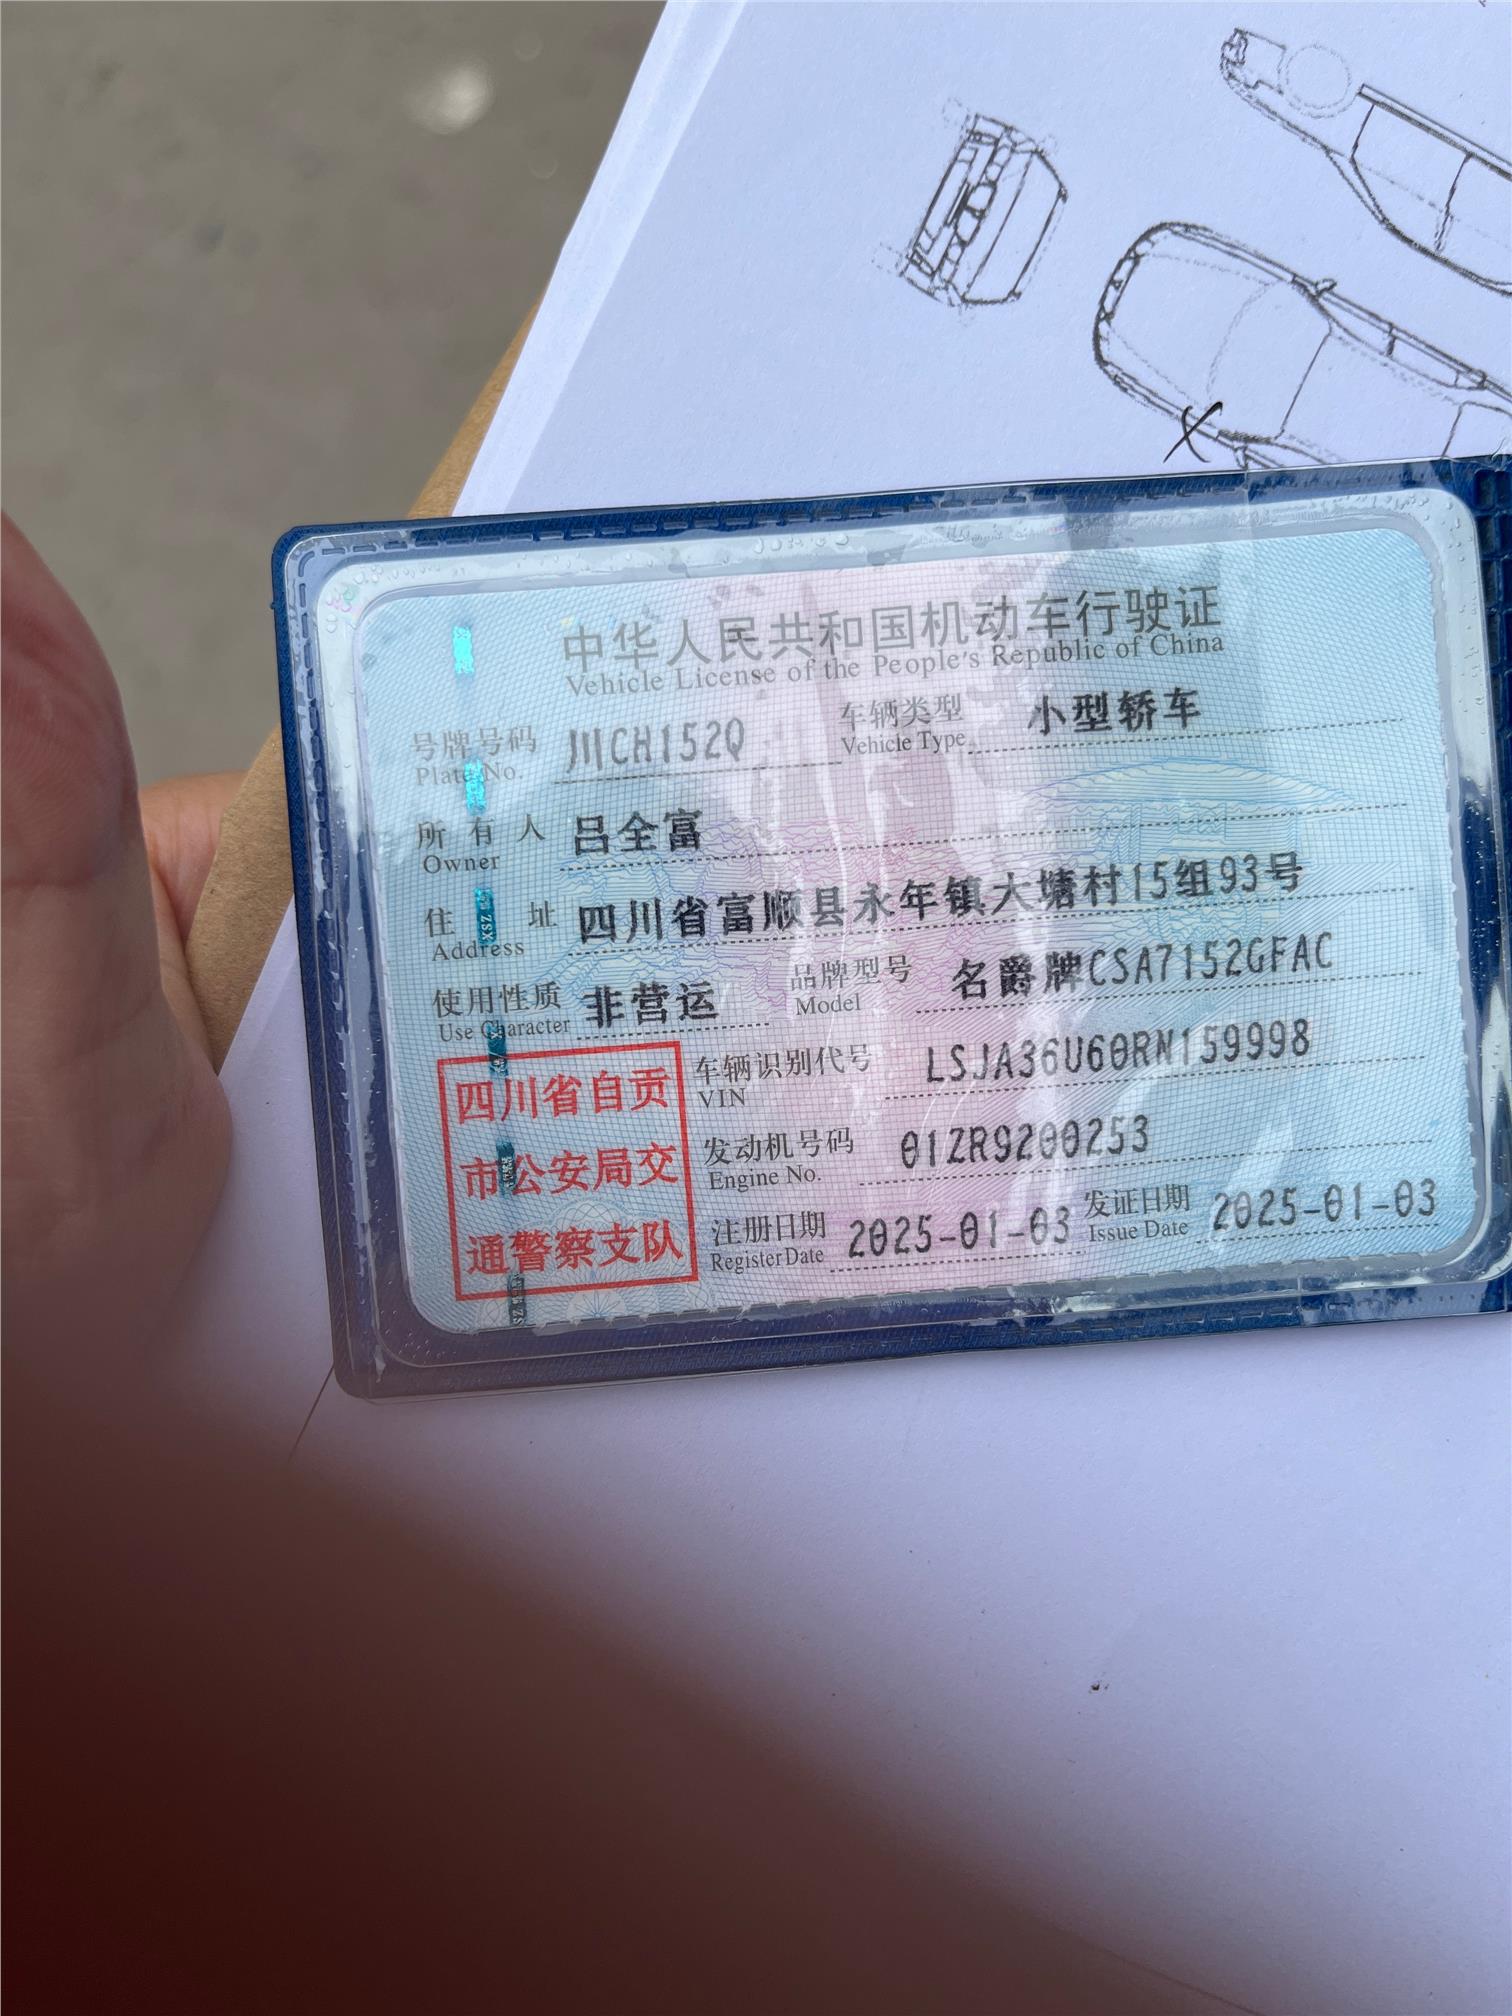 中华人民共和国机动车行驶证
Vehicle License of the People's Republic of China
号牌号码 川CH152Q 车辆类型 小型轿车
Plate No. Vehicle Type
所有人 吕全富
Owner
住址 四川省富顺县永年镇大塘村15组93号
Address
使用性质 非营运 品牌型号 名爵牌CSA7152GFAC
Use Character Model
四川省自贡
市公安局交
通警察支队
车辆识别代号 LSJA36U60RN159998
VIN
发动机号码 01ZR9200253
Engine No.
注册日期 2025-01-03 发证日期 2025-01-03
Register Date Issue Date